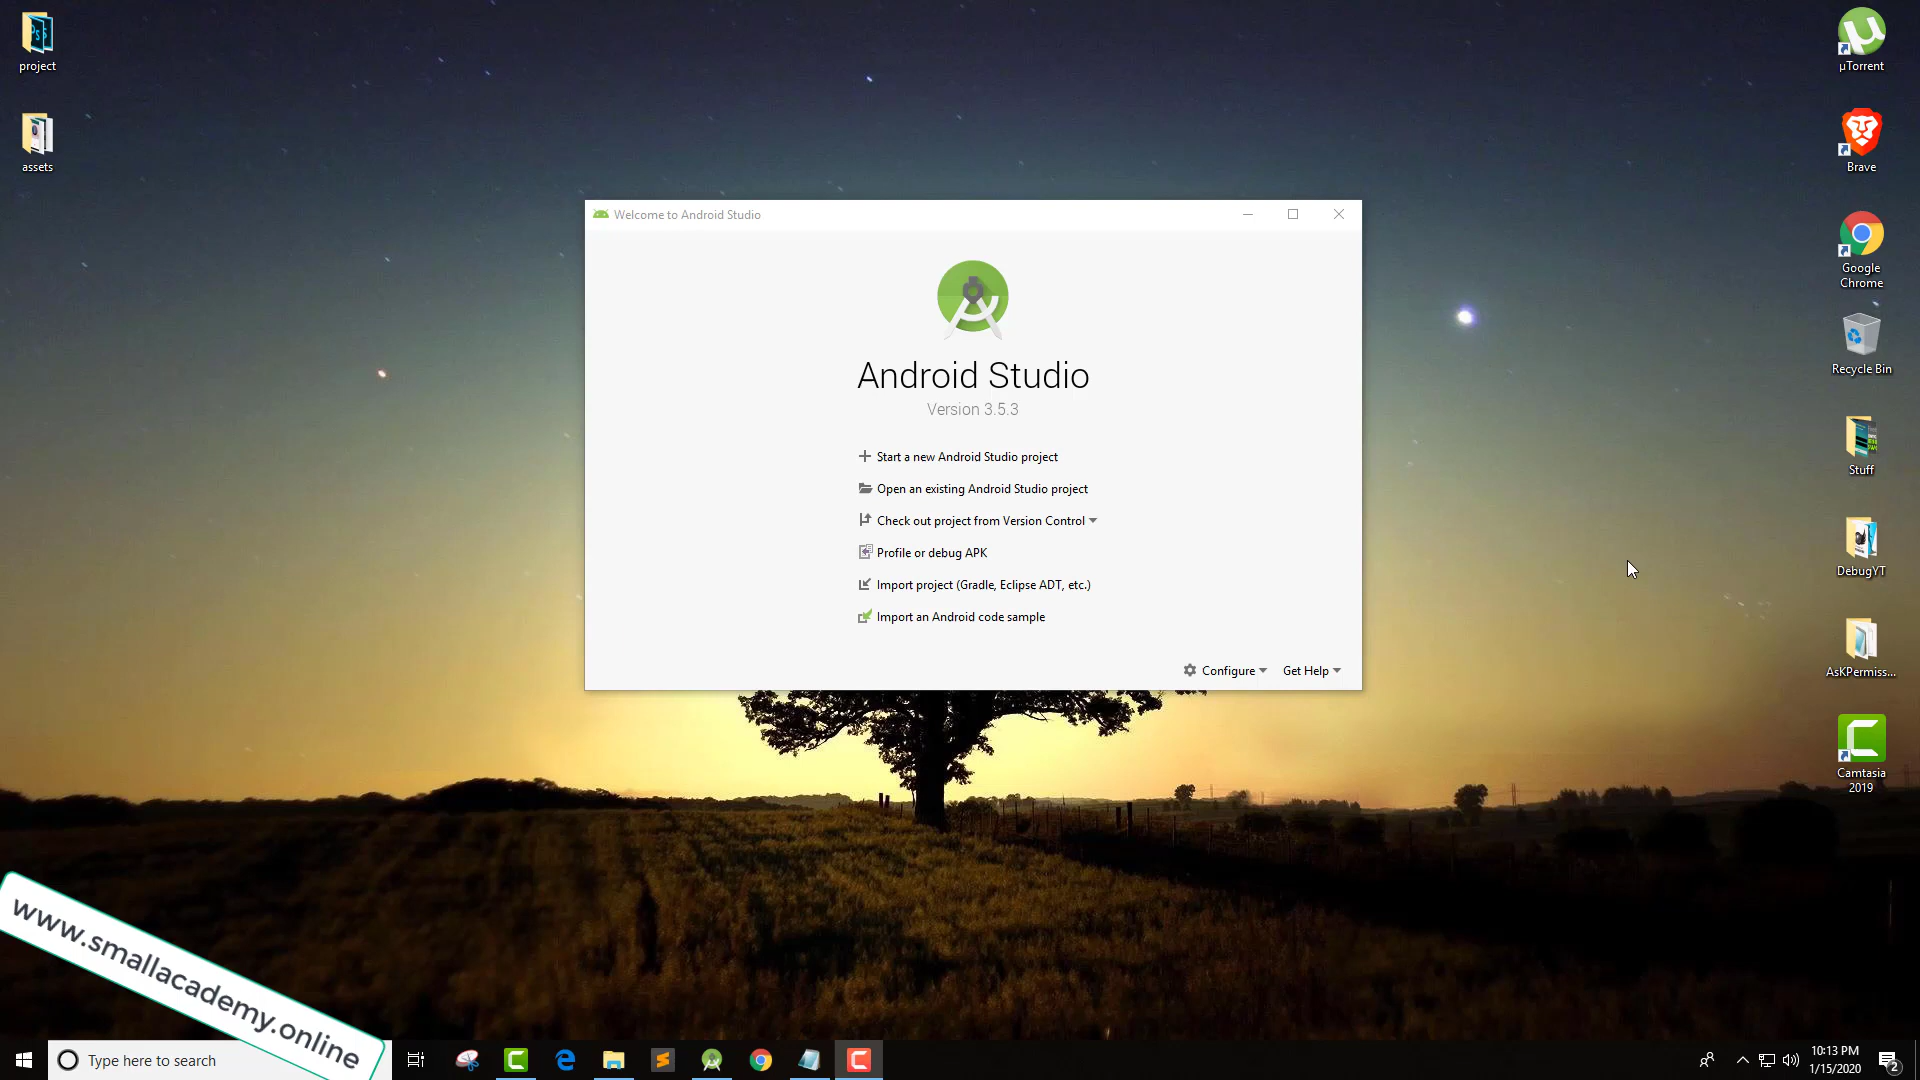 project
assets
µTorrent
Brave
Google
Chrome
Recycle Bin
Stuff
DebugYT
AsKPermiss...
Camtasia
2019
Welcome to Android Studio
Android Studio
Version 3.5.3
Start a new Android Studio project
Open an existing Android Studio project
Check out project from Version Control
Profile or debug APK
Import project (Gradle, Eclipse ADT, etc.)
Import an Android code sample
Configure
Get Help
www.smallacademy.online
Type here to search
10:13 PM
1/15/2020
2